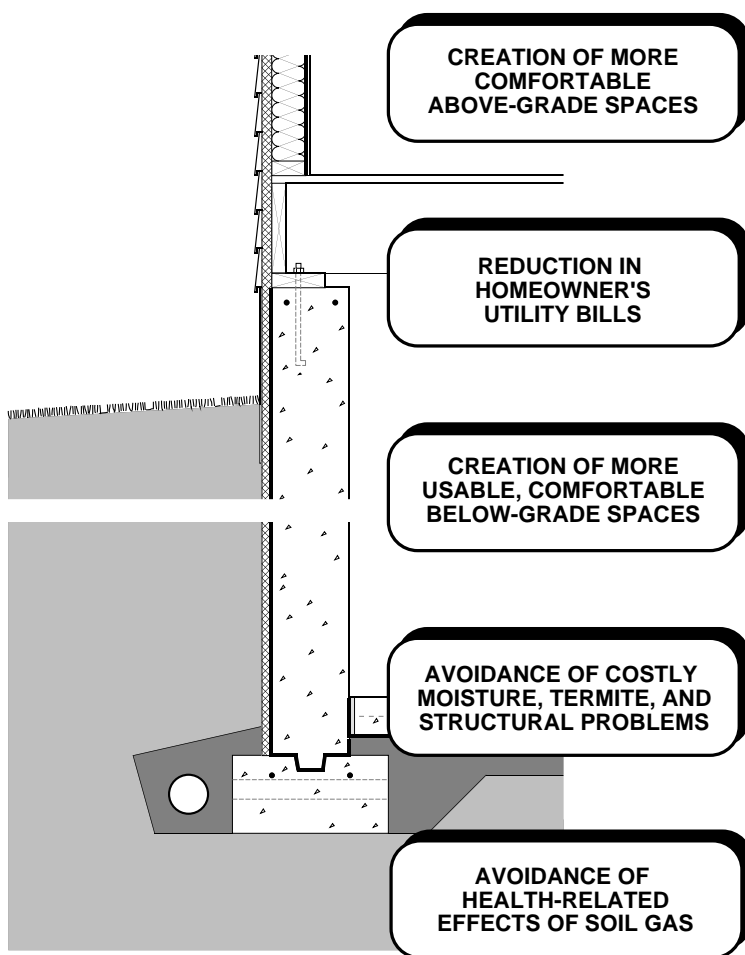 CREATION OF MORE
COMFORTABLE
ABOVE-GRADE SPACES
REDUCTION IN
HOMEOWNER'S
UTILITY BILLS
CREATION OF MORE
USABLE, COMFORTABLE
BELOW-GRADE SPACES
AVOIDANCE OF COSTLY
MOISTURE, TERMITE, AND
STRUCTURAL PROBLEMS
AVOIDANCE OF
HEALTH-RELATED
EFFECTS OF SOIL GAS